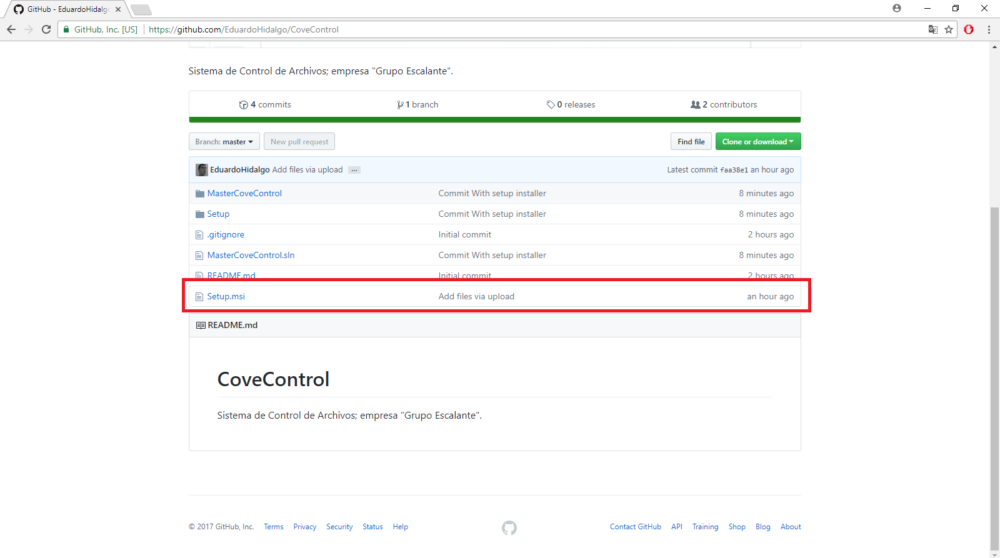 GitHub - EduardoHidalgo
GitHub, Inc. [US] https://github.com/EduardoHidalgo/CoveControl
Sistema de Control de Archivos; empresa "Grupo Escalante".
4 commits 1 branch 0 releases 2 contributors
Branch: master New pull request Find file Clone or download
EduardoHidalgo Add files via upload ... Latest commit faa38e1 an hour ago
MasterCoveControl Commit With setup installer 8 minutes ago
Setup Commit With setup installer 8 minutes ago
.gitignore Initial commit 2 hours ago
MasterCoveControl.sln Commit With setup installer 8 minutes ago
README.md Initial commit 2 hours ago
Setup.msi Add files via upload an hour ago
README.md
CoveControl
Sistema de Control de Archivos; empresa "Grupo Escalante".
© 2017 GitHub, Inc. Terms Privacy Security Status Help Contact GitHub API Training Shop Blog About